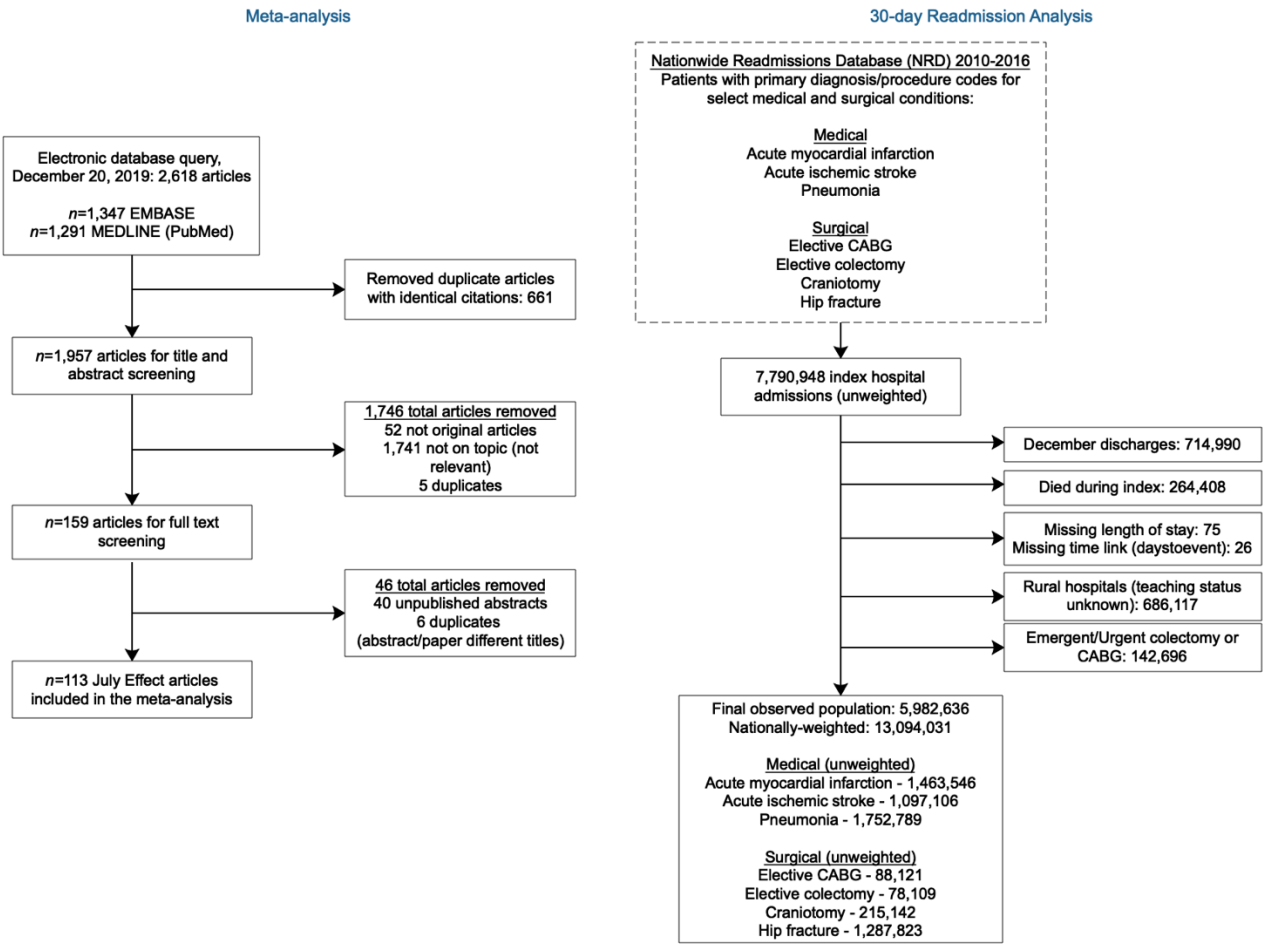 Meta-analysis
Electronic database query,
December 20, 2019: 2,618 articles
n=1,347 EMBASE
n=1,291 MEDLINE (PubMed)
Removed duplicate articles
with identical citations: 661
n=1,957 articles for title and
abstract screening
1,746 total articles removed
52 not original articles
1,741 not on topic (not
relevant)
5 duplicates
n=159 articles for full text
screening
46 total articles removed
40 unpublished abstracts
6 duplicates
(abstract/paper different titles)
n=113 July Effect articles
included in the meta-analysis
30-day Readmission Analysis
Nationwide Readmissions Database (NRD) 2010-2016
Patients with primary diagnosis/procedure codes for
select medical and surgical conditions:
Medical
Acute myocardial infarction
Acute ischemic stroke
Pneumonia
Surgical
Elective CABG
Elective colectomy
Craniotomy
Hip fracture
7,790,948 index hospital
admissions (unweighted)
December discharges: 714,990
Died during index: 264,408
Missing length of stay: 75
Missing time link (daystoevent): 26
Rural hospitals (teaching status
unknown): 686,117
Emergent/Urgent colectomy or
CABG: 142,696
Final observed population: 5,982,636
Nationally-weighted: 13,094,031
Medical (unweighted)
Acute myocardial infarction - 1,463,546
Acute ischemic stroke - 1,097,106
Pneumonia - 1,752,789
Surgical (unweighted)
Elective CABG - 88,121
Elective colectomy - 78,109
Craniotomy - 215,142
Hip fracture - 1,287,823